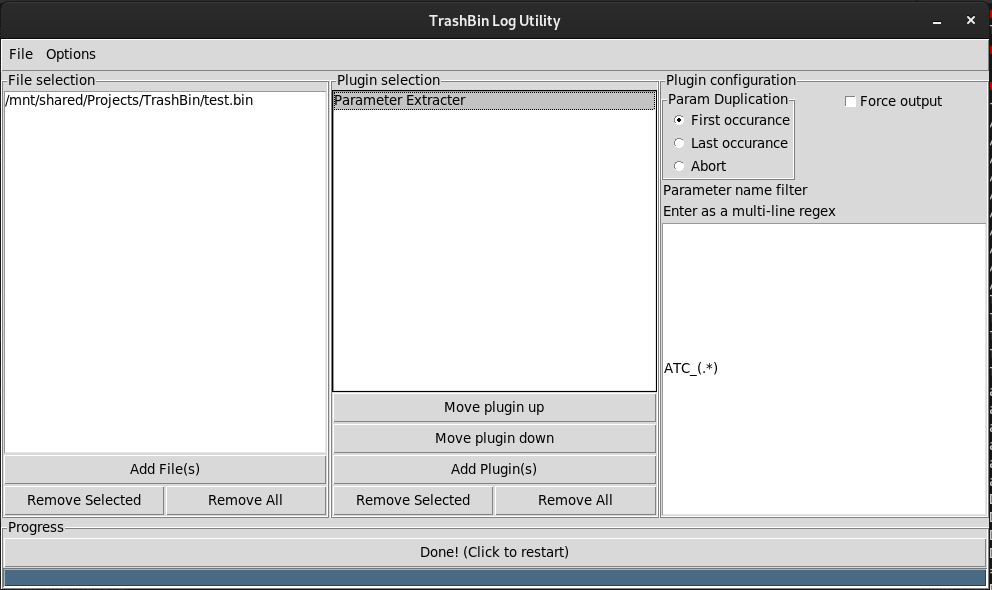 TrashBin Log Utility
File Options
File selection
/mnt/shared/Projects/TrashBin/test.bin
Add File(s)
Remove Selected Remove All
Plugin selection
Parameter Extracter
Move plugin up
Move plugin down
Add Plugin(s)
Remove Selected Remove All
Plugin configuration
Param Duplication
First occurance
Last occurance
Abort
Force output
Parameter name filter
Enter as a multi-line regex
ATC_(.*)
Progress
Done! (Click to restart)